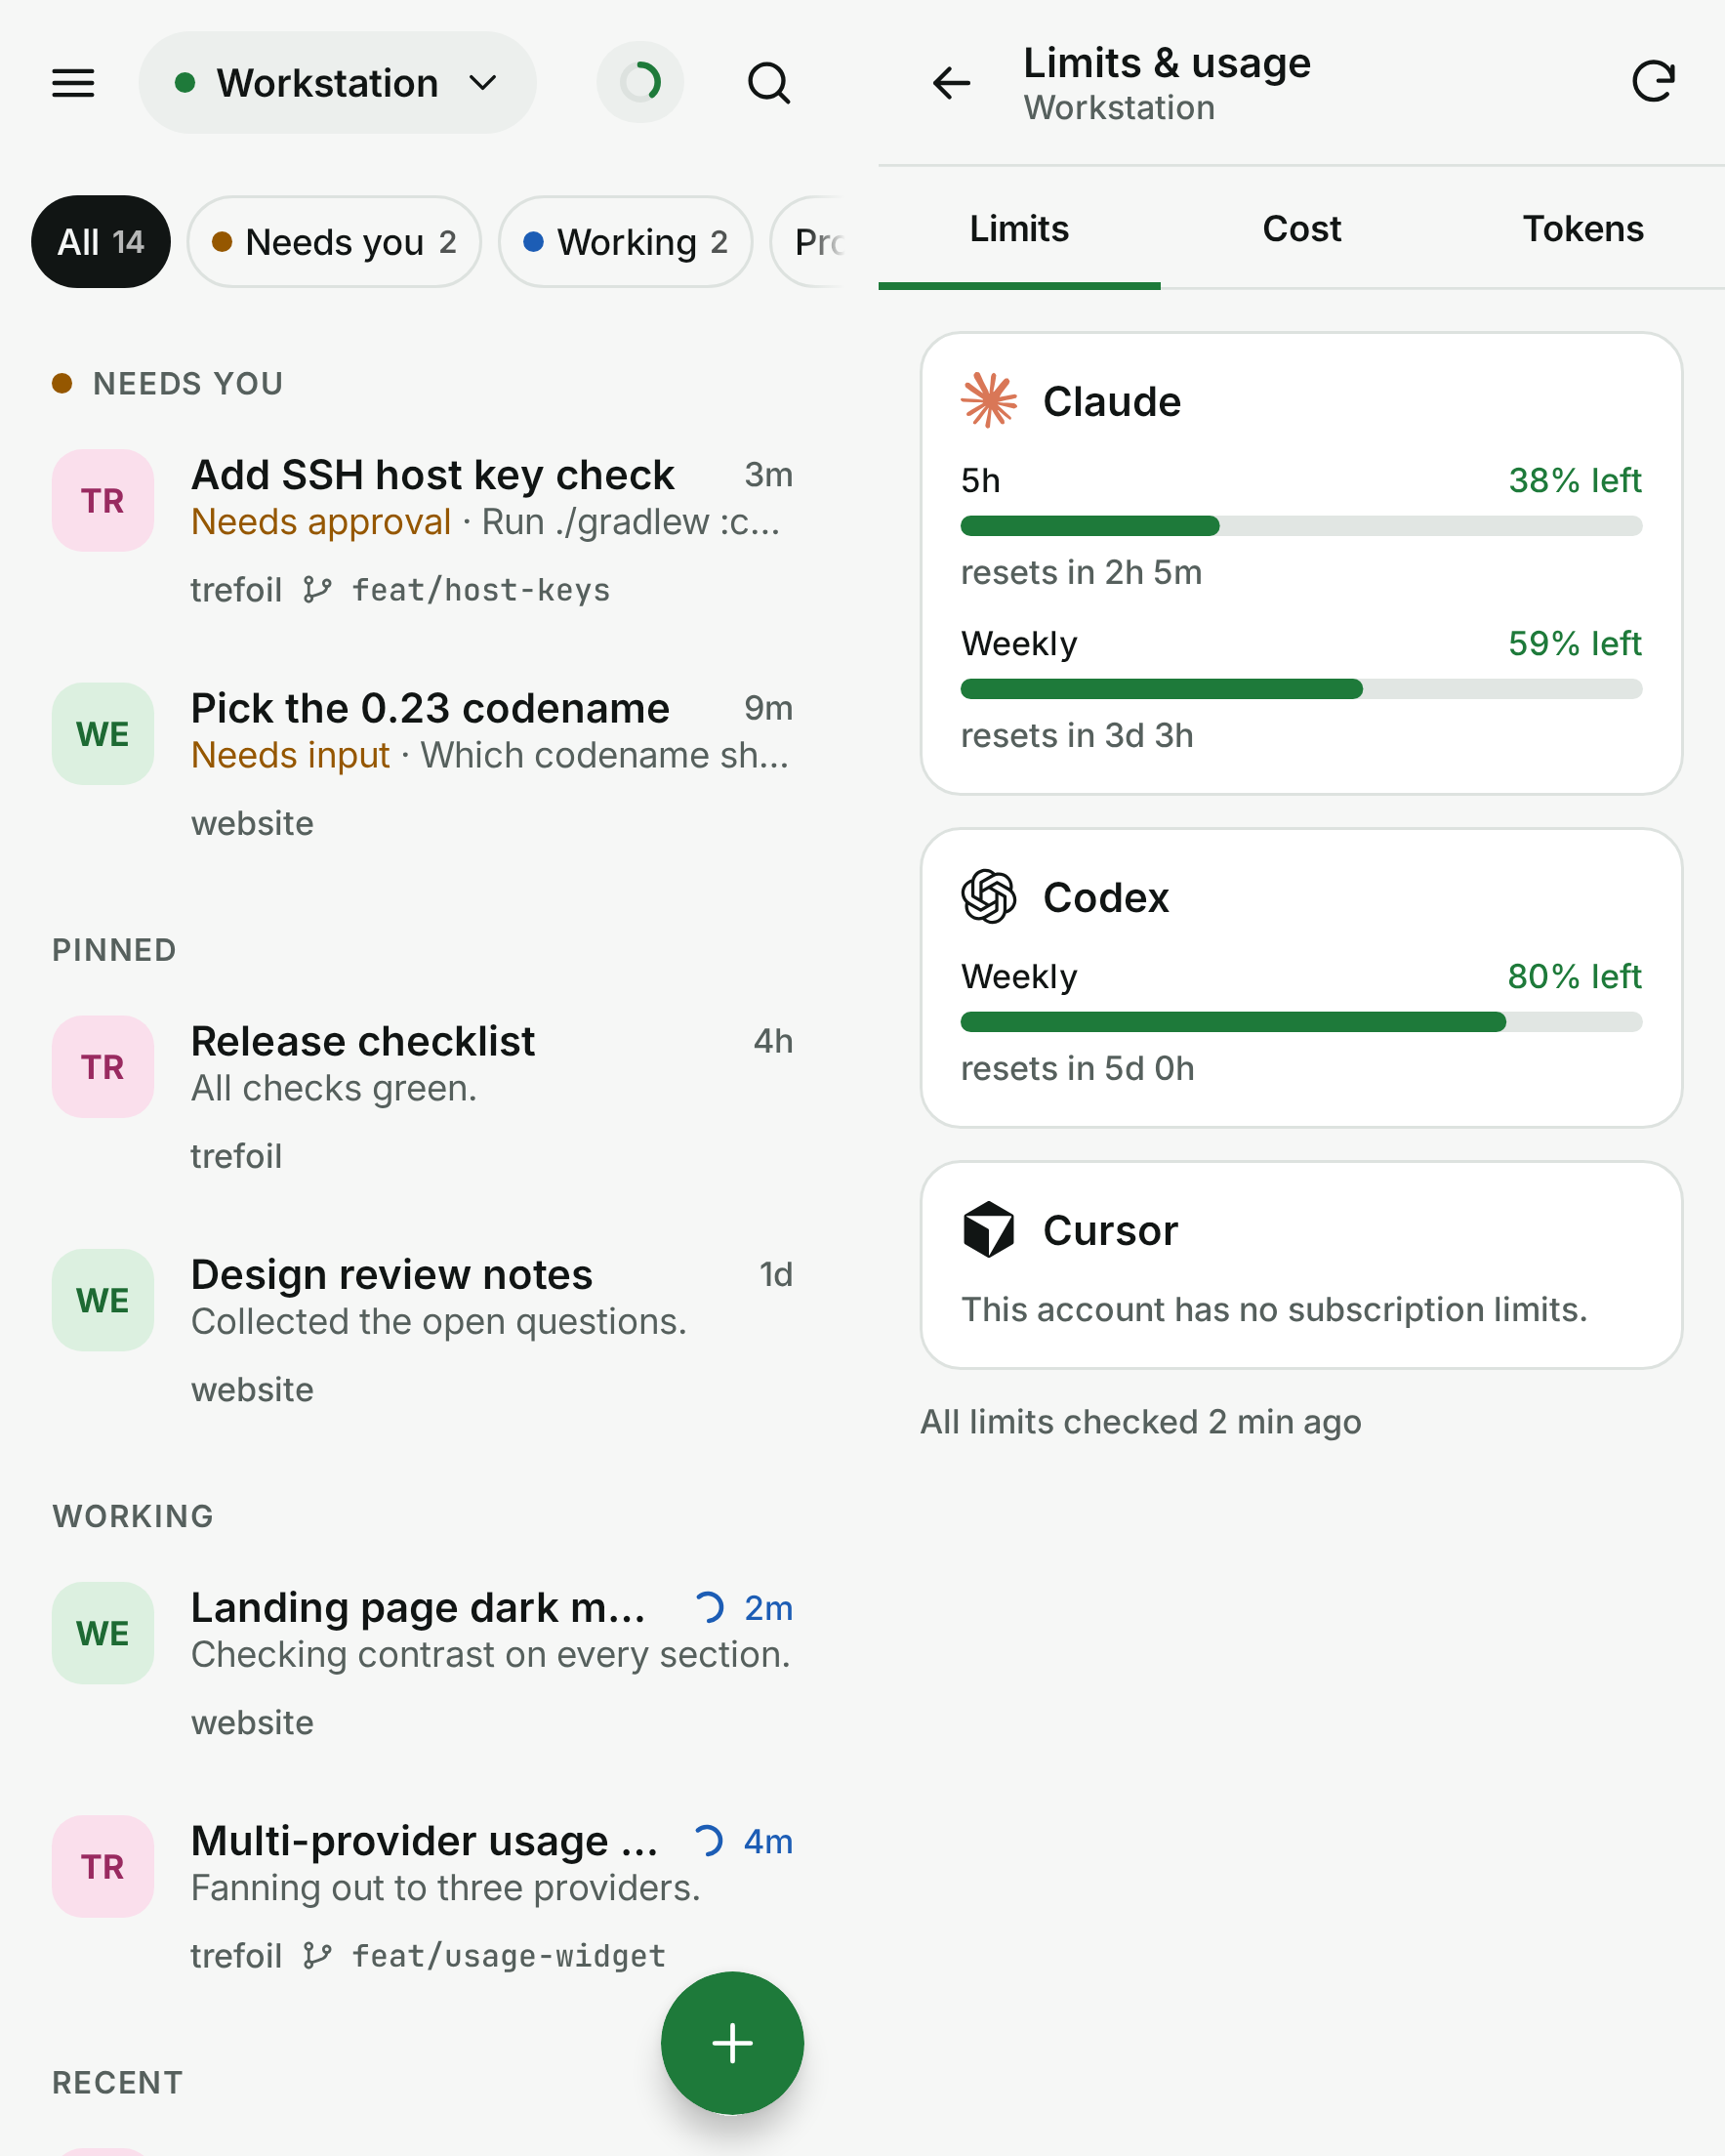 Workstation
All 14
Needs you 2
Working 2
Pro
NEEDS YOU
TR
Add SSH host key check 3m
Needs approval · Run ./gradlew :c...
trefoil feat/host-keys
WE
Pick the 0.23 codename 9m
Needs input · Which codename sh...
website
PINNED
TR
Release checklist 4h
All checks green.
trefoil
WE
Design review notes 1d
Collected the open questions.
website
WORKING
WE
Landing page dark m... 2m
Checking contrast on every section.
website
TR
Multi-provider usage ... 4m
Fanning out to three providers.
trefoil feat/usage-widget
RECENT
Limits & usage
Workstation
Limits Cost Tokens
Claude
5h 38% left
resets in 2h 5m
Weekly 59% left
resets in 3d 3h
Codex
Weekly 80% left
resets in 5d 0h
Cursor
This account has no subscription limits.
All limits checked 2 min ago